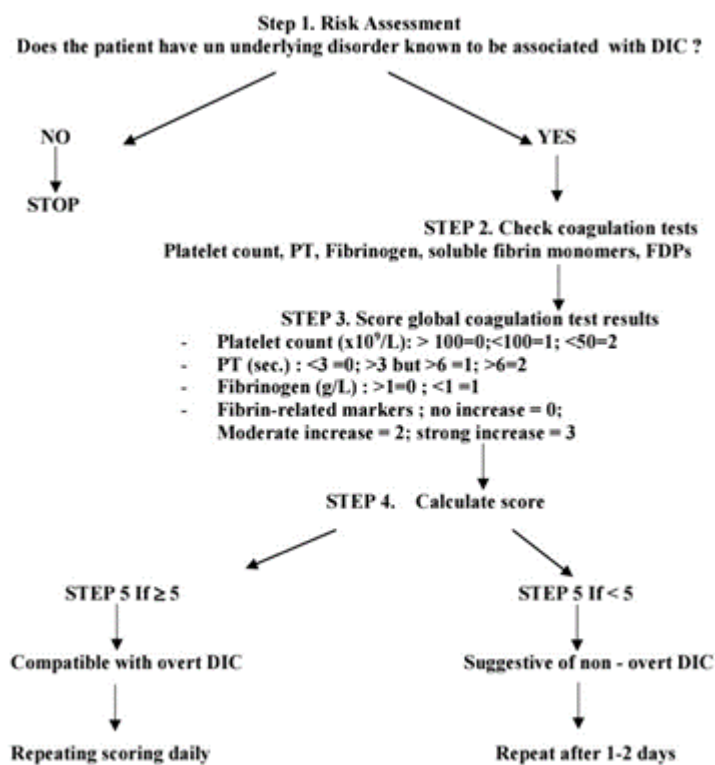 Step 1. Risk Assessment
Does the patient have un underlying disorder known to be associated with DIC ?
NO
YES
STOP
STEP 2. Check coagulation tests
Platelet count, PT, Fibrinogen, soluble fibrin monomers, FDPs
STEP 3. Score global coagulation test results
- Platelet count (x10⁹/L): > 100=0;<100=1; <50=2
- PT (sec.) : <3 =0; >3 but >6 =1; >6=2
- Fibrinogen (g/L) : >1=0 ; <1 =1
- Fibrin-related markers ; no increase = 0;
Moderate increase = 2; strong increase = 3
STEP 4. Calculate score
STEP 5 If ≥ 5
STEP 5 If < 5
Compatible with overt DIC
Suggestive of non - overt DIC
Repeating scoring daily
Repeat after 1-2 days